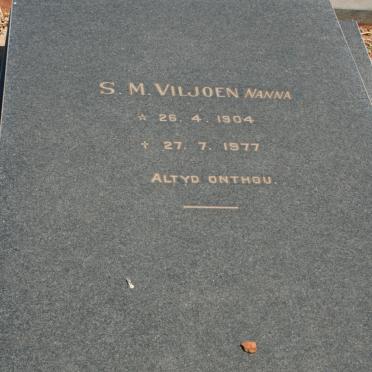 S. M. VILJOEN NANNA
☆ 26. 4. 1904
† 27. 7. 1977
ALTYD ONTHOU.